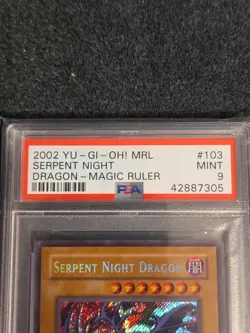 2002 YU-GI-OH! MRL #103
SERPENT NIGHT MINT
DRAGON-MAGIC RULER 9
PSA 42887305
SERPENT NIGHT DRAGON